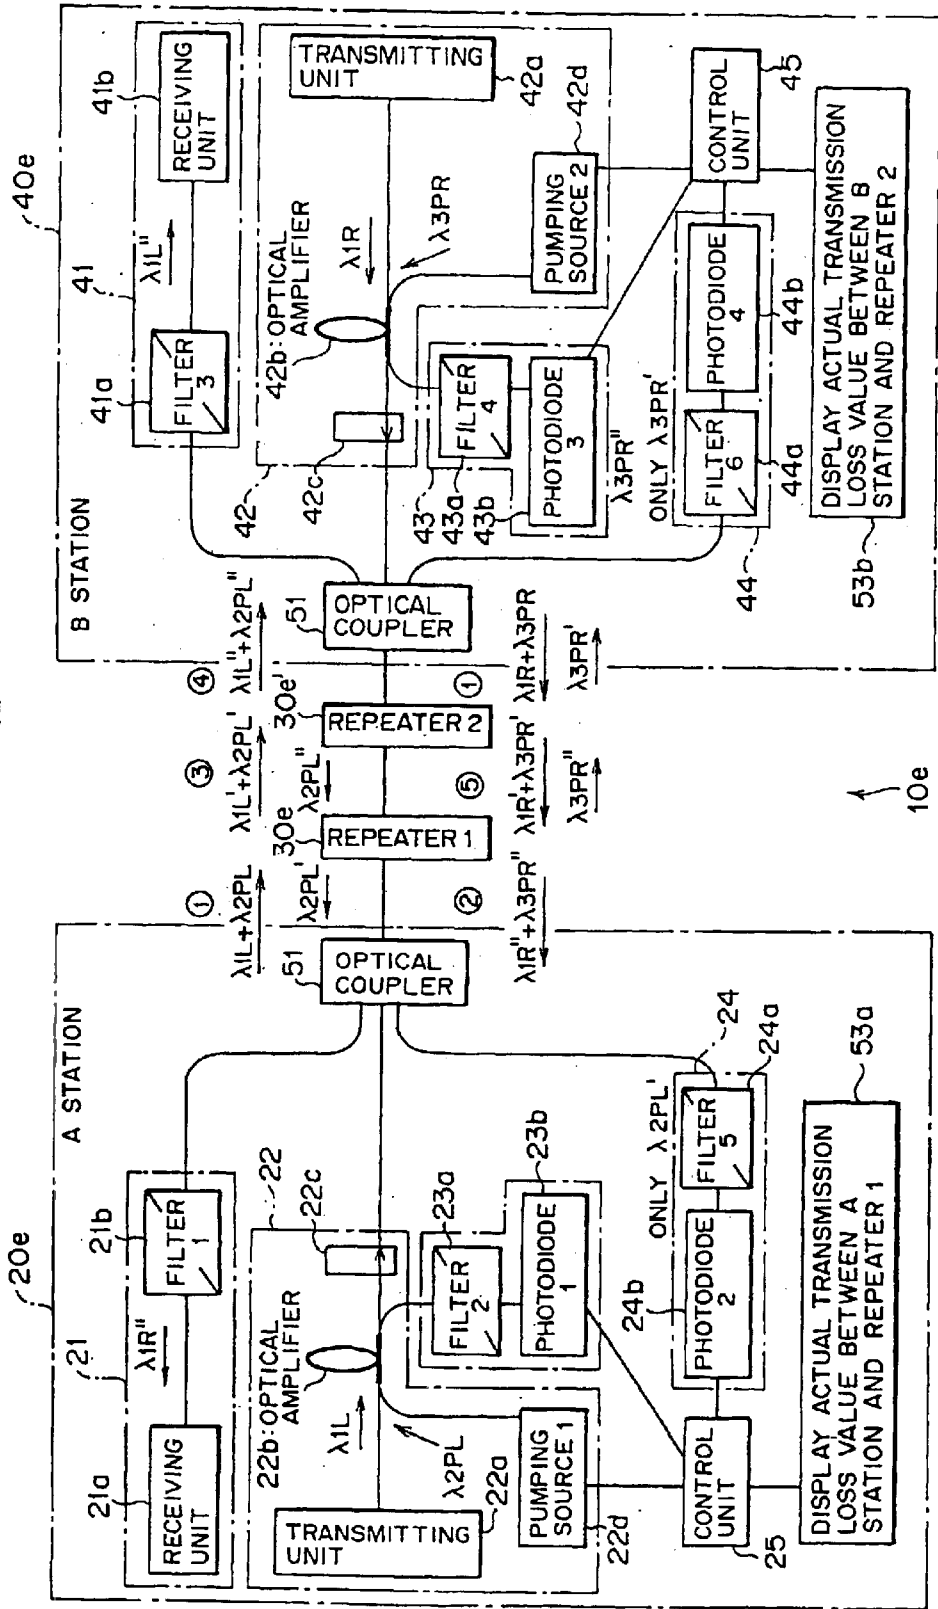 20e
A STATION
21
21a
RECEIVING
UNIT
λ1R"
21b
FILTER
1
22
22b:OPTICAL
AMPLIFIER
22c
λ1L
λ2PL
TRANSMITTING
UNIT
22a
PUMPING
SOURCE 1
22d
23a
FILTER
2
23b
PHOTODIODE
1
ONLY λ2PL'
24
24a
FILTER
5
24b
PHOTODIODE
2
CONTROL
UNIT
25
53a
DISPLAY ACTUAL TRANSMISSION
LOSS VALUE BETWEEN A
STATION AND REPEATER 1
51
OPTICAL
COUPLER
①
λ1L+λ2PL
λ2PL'
②
λ1R"+λ3PR"
30e
REPEATER 1
③
λ1L'+λ2PL'
λ2PL"
⑤
λ1R'+λ3PR'
λ3PR"
30e'
REPEATER 2
④
λ1L"+λ2PL"
①
λ1R+λ3PR
λ3PR'
10e
40e
B STATION
51
OPTICAL
COUPLER
41
41a
FILTER
3
λ1L"
41b
RECEIVING
UNIT
42
42b:OPTICAL
AMPLIFIER
42c
λ1R
λ3PR
TRANSMITTING
UNIT
42a
PUMPING
SOURCE 2
42d
43
43a
FILTER
4
43b
PHOTODIODE
3
λ3PR"
ONLY λ3PR'
44
FILTER
6
44a
PHOTODIODE
4
44b
CONTROL
UNIT
45
DISPLAY ACTUAL TRANSMISSION
LOSS VALUE BETWEEN B
STATION AND REPEATER 2
53b